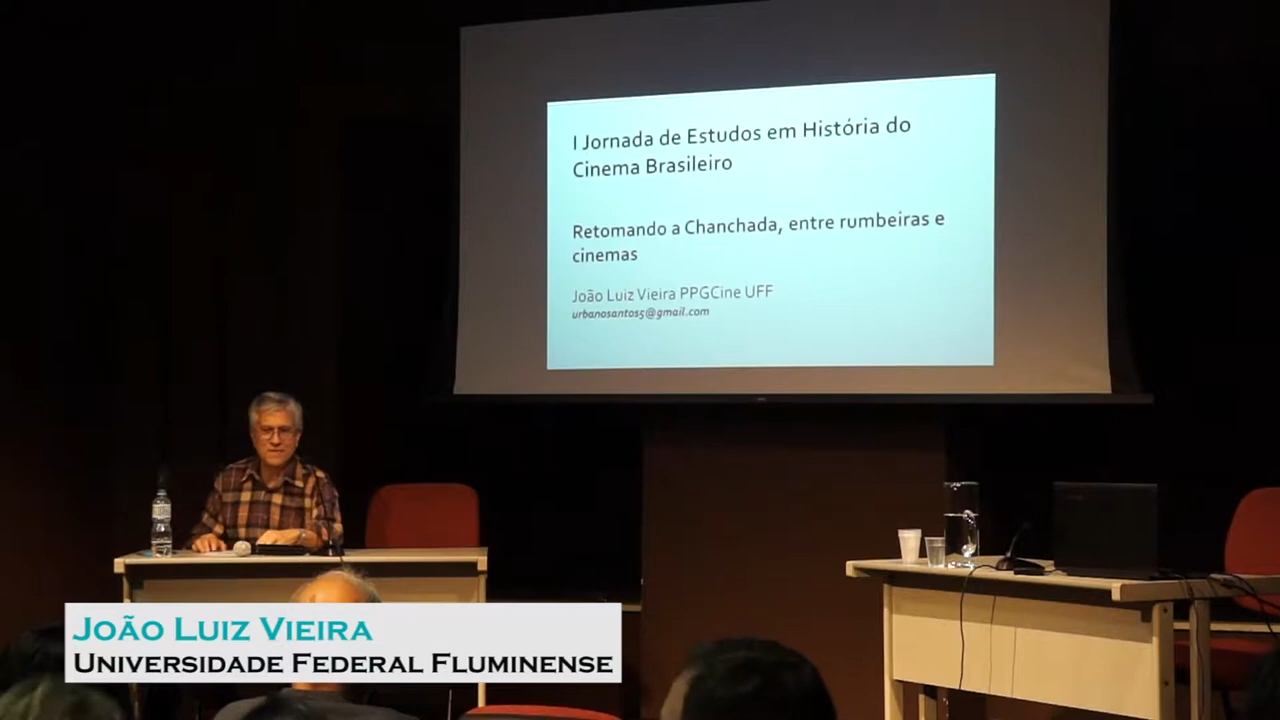 I Jornada de Estudos em História do
Cinema Brasileiro
Retomando a Chanchada, entre rumbeiras e
cinemas
João Luiz Vieira PPGCine UFF
urbanosantos5@gmail.com
João Luiz Vieira
Universidade Federal Fluminense